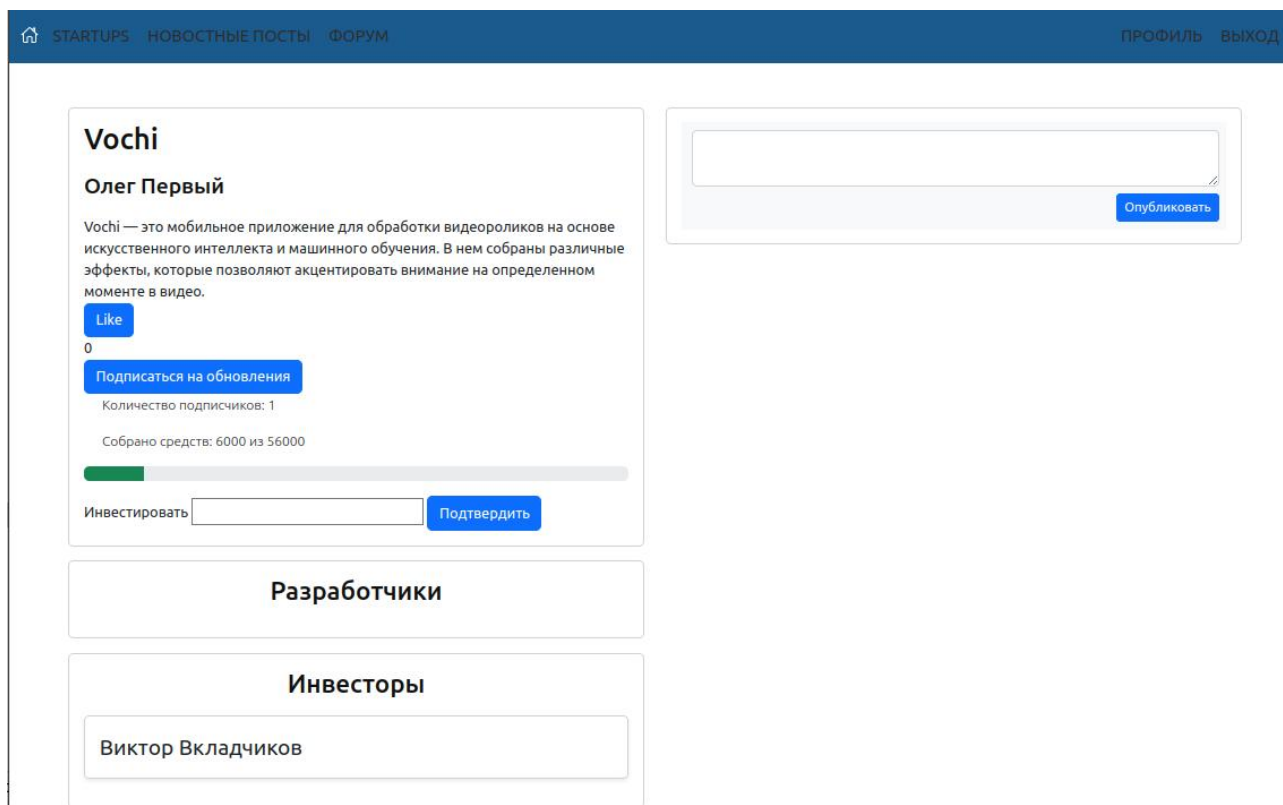 STARTUPS НОВОСТНЫЕ ПОСТЫ ФОРУМ ПРОФИЛЬ ВЫХОД
Vochi
Олег Первый
Vochi — это мобильное приложение для обработки видеороликов на основе
искусственного интеллекта и машинного обучения. В нем собраны различные
эффекты, которые позволяют акцентировать внимание на определенном
моменте в видео.
Like
0
Подписаться на обновления
Количество подписчиков: 1
Собрано средств: 6000 из 56000
Инвестировать Подтвердить
Разработчики
Инвесторы
Виктор Вкладчиков
Опубликовать